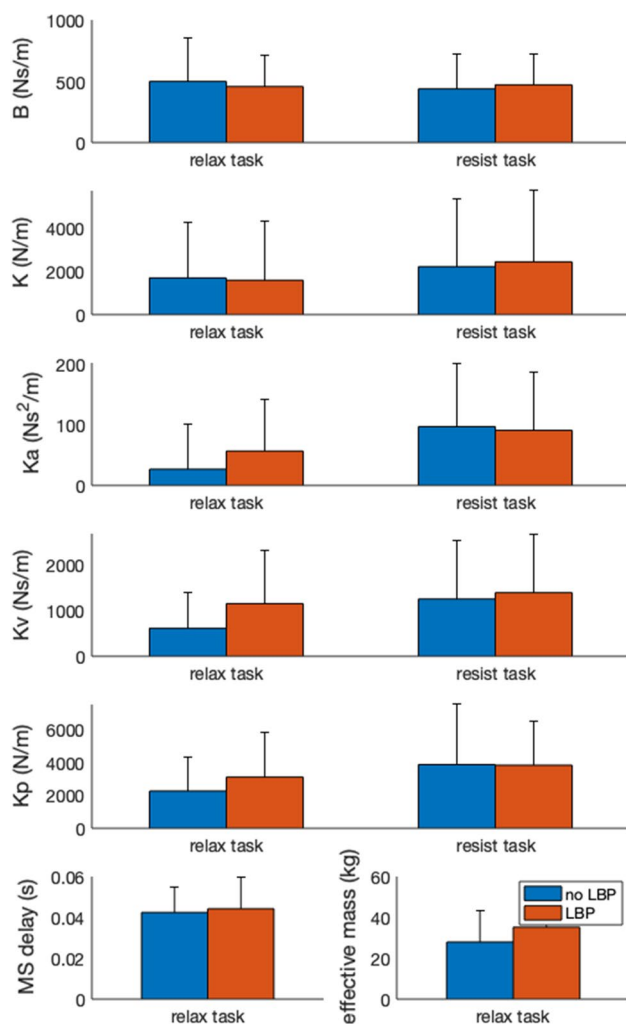 1000
500
0
B (Ns/m)
relax task
resist task
4000
2000
0
K (N/m)
relax task
resist task
200
100
0
Ka (Ns²/m)
relax task
resist task
2000
1000
0
Kv (Ns/m)
relax task
resist task
6000
4000
2000
0
Kp (N/m)
relax task
resist task
0.06
0.04
0.02
0
MS delay (s)
relax task
60
40
20
0
effective mass (kg)
no LBP
LBP
relax task